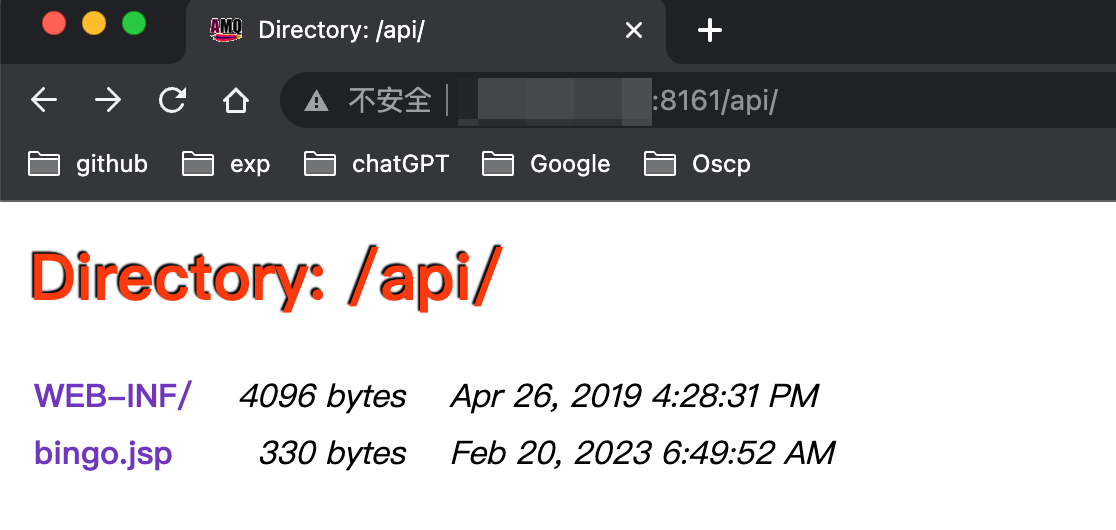 AMQ Directory: /api/
不安全 :8161/api/
github exp chatGPT Google Oscp
Directory: /api/
WEB-INF/ 4096 bytes Apr 26, 2019 4:28:31 PM
bingo.jsp 330 bytes Feb 20, 2023 6:49:52 AM